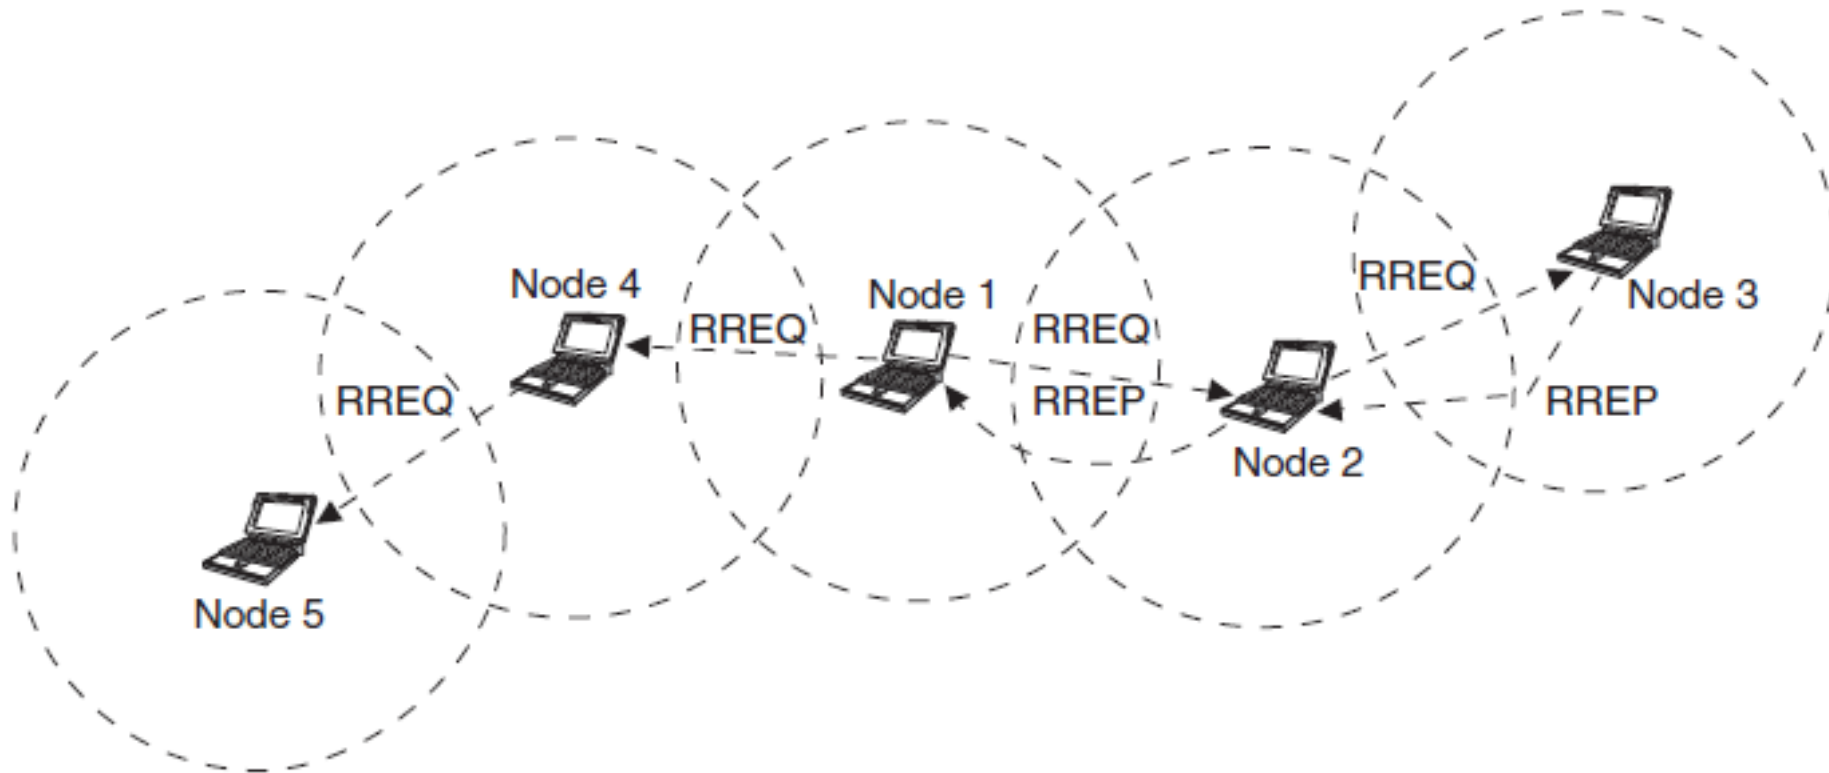 Node 4
Node 1
RREQ
Node 3
RREQ
RREQ
RREQ
RREP
RREP
Node 2
Node 5